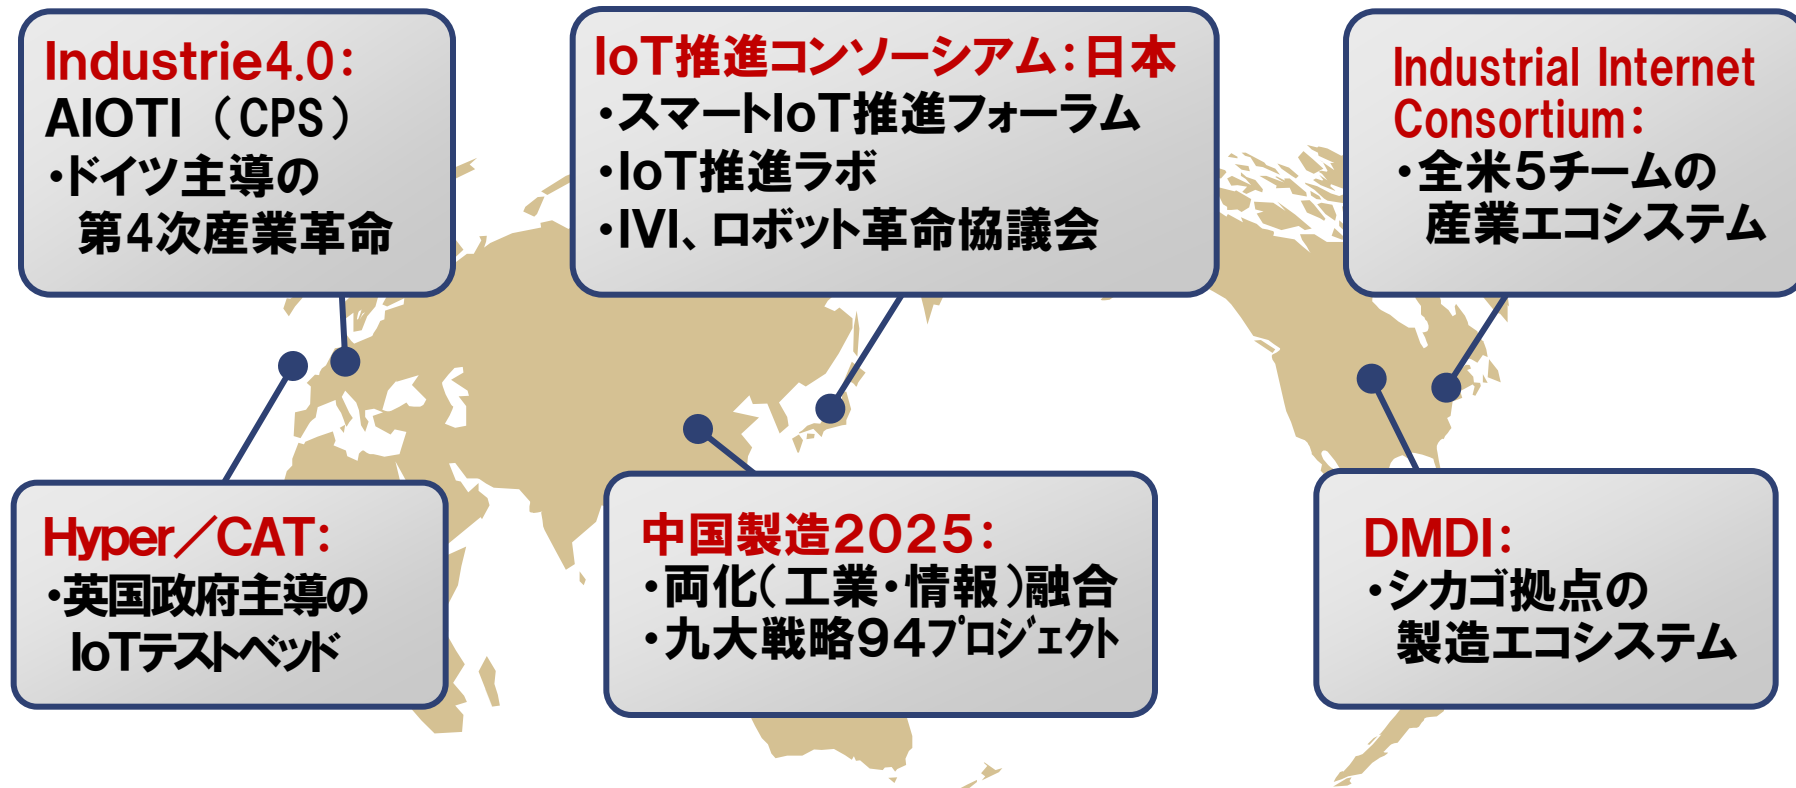 Industrie4.0：
AIOTI（CPS）
・ドイツ主導の
第4次産業革命
IoT推進コンソーシアム：日本
・スマートIoT推進フォーラム
・IoT推進ラボ
・IVI、ロボット革命協議会
Industrial Internet
Consortium：
・全米5チームの
産業エコシステム
Hyper／CAT：
・英国政府主導の
IoTテストベッド
中国製造2025：
・両化（工業・情報）融合
・九大戦略94プロジェクト
DMDI：
・シカゴ拠点の
製造エコシステム